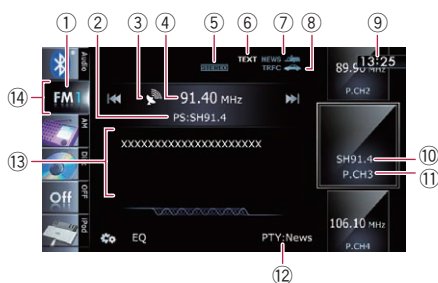 ① ② ③ ④ ⑤ ⑥ ⑦ ⑧ ⑨
TEXT NEWS
TRFC
13:25
Audio
FM1
AM
OFF
Off
iPod
⑭
91.40 MHz
PS:SH91.4
89.90 MHz
P.CH2
XXXXXXXXXXXXXXXXXXXXX
⑬
SH91.4
⑩
P.CH3
⑪
106.10 MHz
P.CH4
EQ
PTY:News
⑫